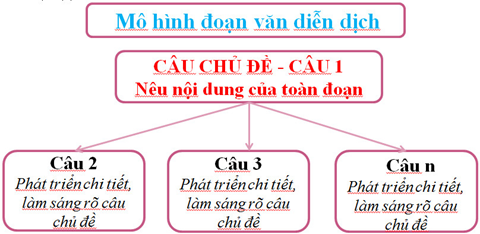 Mô hình đoạn văn diễn dịch
CÂU CHỦ ĐỀ - CÂU 1
Nêu nội dung của toàn đoạn
Câu 2
Phát triển chi tiết,
làm sáng rõ câu
chủ đề
Câu 3
Phát triển chi tiết,
làm sáng rõ câu
chủ đề
Câu n
Phát triển chi tiết,
làm sáng rõ câu
chủ đề